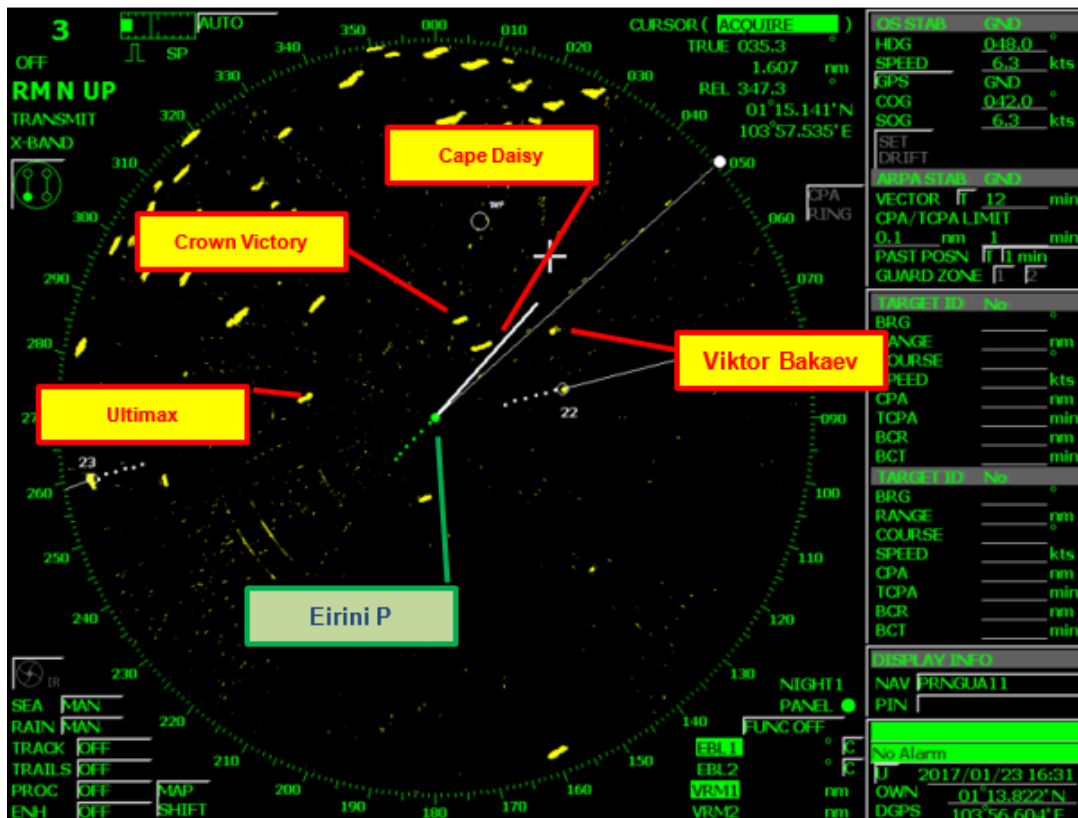 3
AUTO
SP
OFF
RM N UP
TRANSMIT
X-BAND
CURSOR ( ACQUIRE )
TRUE 035.3 °
1.607 nm
REL 347.3 °
01°15.141'N
103°57.535'E
000
010
020
030
040
050
060
070
090
100
110
120
130
140
150
160
170
180
190
200
210
220
230
240
250
260
27
280
290
300
310
320
330
340
350
Cape Daisy
Crown Victory
Viktor Bakaev
Ultimax
Eirini P
22
23
CPA
RING
OS STAB GND
HDG 048.0 °
SPEED 6.3 kts
GPS GND
COG 042.0 °
SOG 6.3 kts
SET
DRIFT
ARPA STAB GND
VECTOR T 12 min
CPA/TCPA LIMIT
0.1 nm 1 min
PAST POSN T 1 min
GUARD ZONE 1 2
TARGET ID No
BRG °
ANGE nm
OURSE °
PEED kts
CPA nm
TCPA min
BCR nm
BCT min
TARGET ID No
BRG °
RANGE nm
COURSE °
SPEED kts
CPA nm
TCPA min
BCR nm
BCT min
DISPLAY INFO
NAV PRNGUA11
PIN
No Alarm
U 2017/01/23 16:31
OWN 01°13.822'N
DGPS 103°56.604'E
IR
SEA MAN
RAIN MAN
TRACK OFF
TRAILS OFF
PROC OFF
ENH OFF
MAP
SHIFT
NIGHT1
PANEL
FUNC OFF
EBL1 ° C
EBL2 ° C
VRM1 nm
VRM2 nm